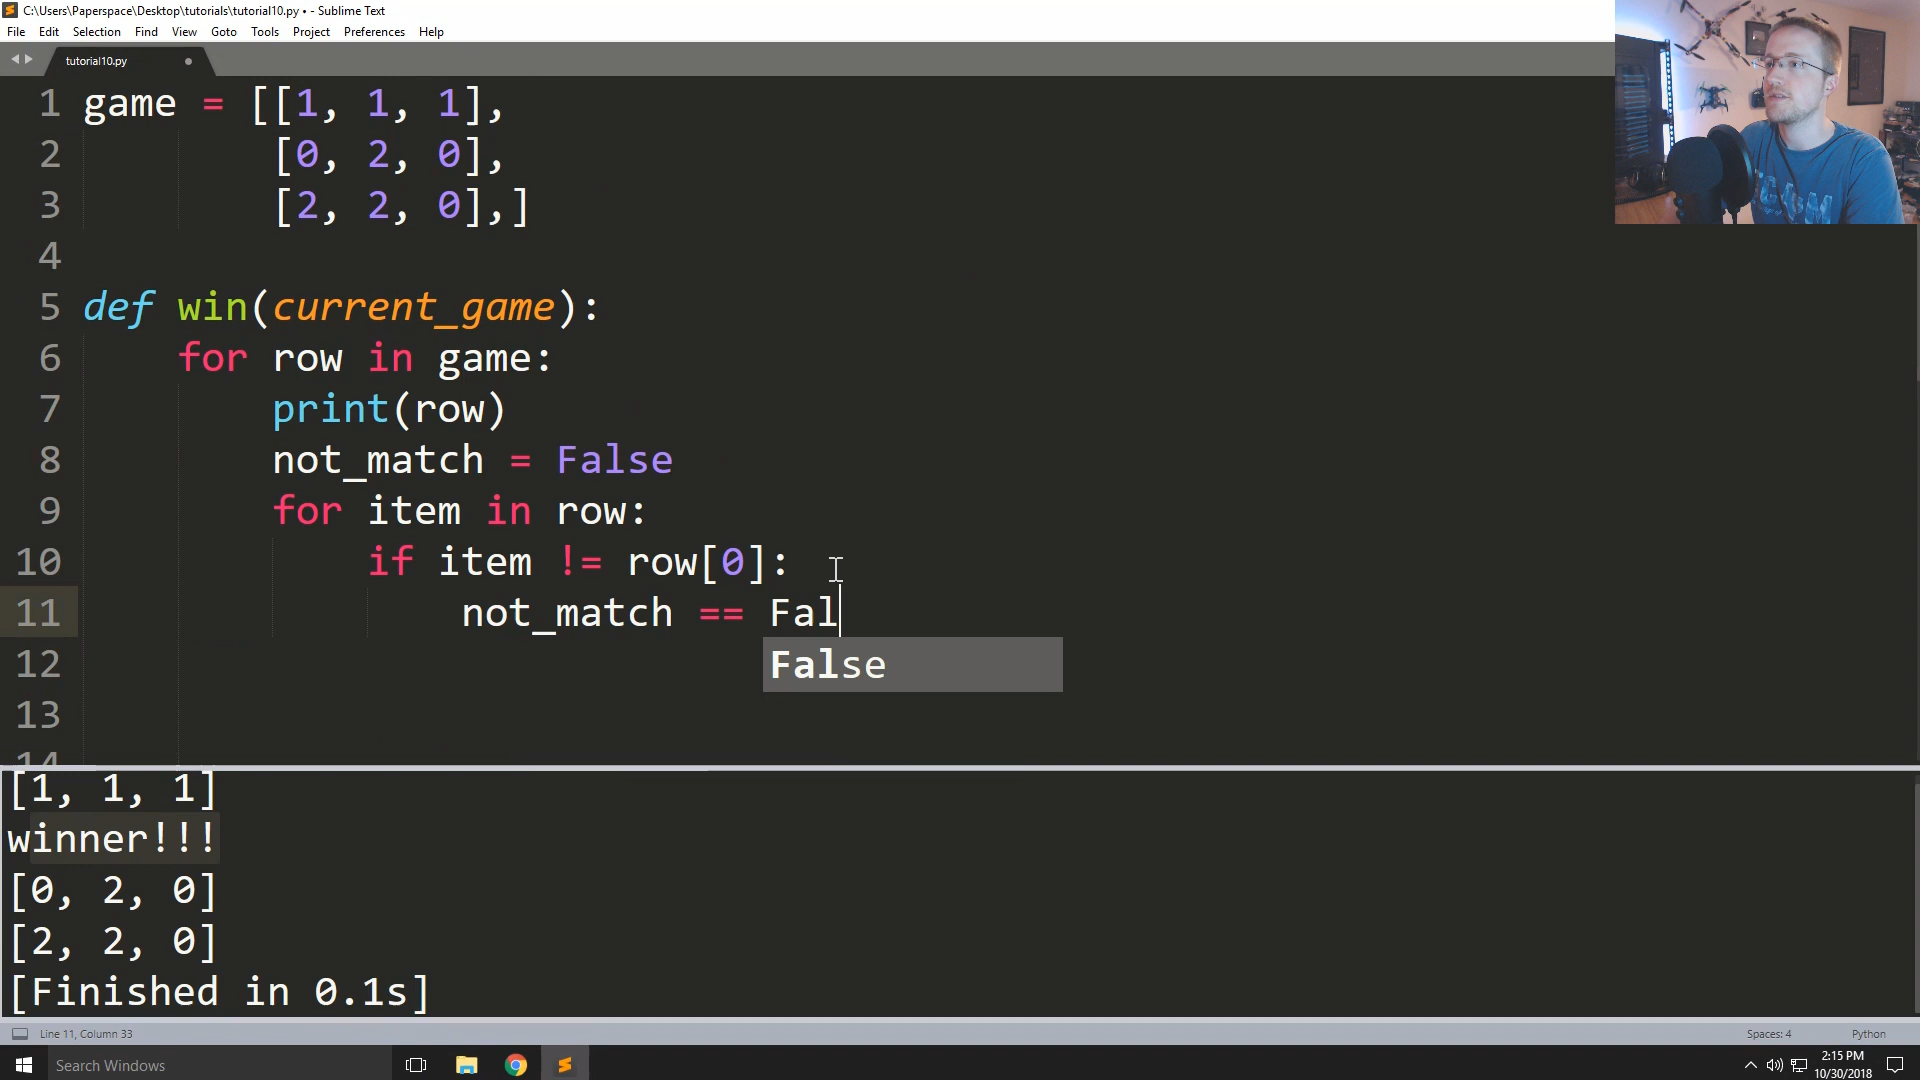 C:\Users\Paperspace\Desktop\tutorials\tutorial10.py • - Sublime Text
File Edit Selection Find View Goto Tools Project Preferences Help
tutorial10.py
1 game = [[1, 1, 1],
2 [0, 2, 0],
3 [2, 2, 0],]
4
5 def win(current_game):
6 for row in game:
7 print(row)
8 not_match = False
9 for item in row:
10 if item != row[0]:
11 not_match == Fal
False
12
13
14
[1, 1, 1]
winner!!!
[0, 2, 0]
[2, 2, 0]
[Finished in 0.1s]
Line 11, Column 33
Spaces: 4
Python
Search Windows
2:15 PM
10/30/2018